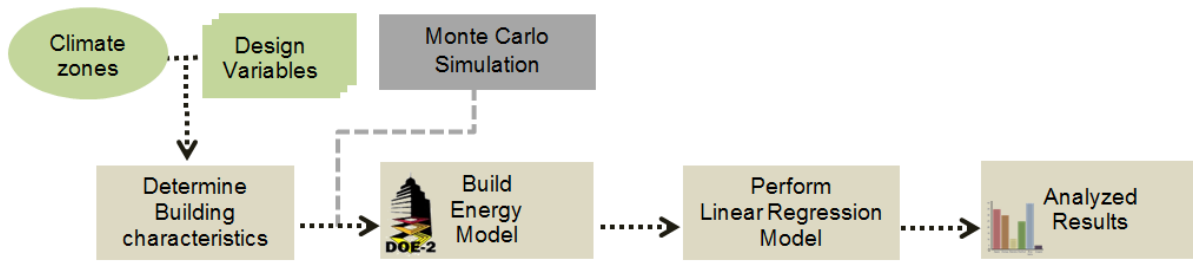 Climate
zones
Design
Variables
Monte Carlo
Simulation
Determine
Building
characteristics
Build
Energy
Model
DOE-2
Perform
Linear Regression
Model
Analyzed
Results